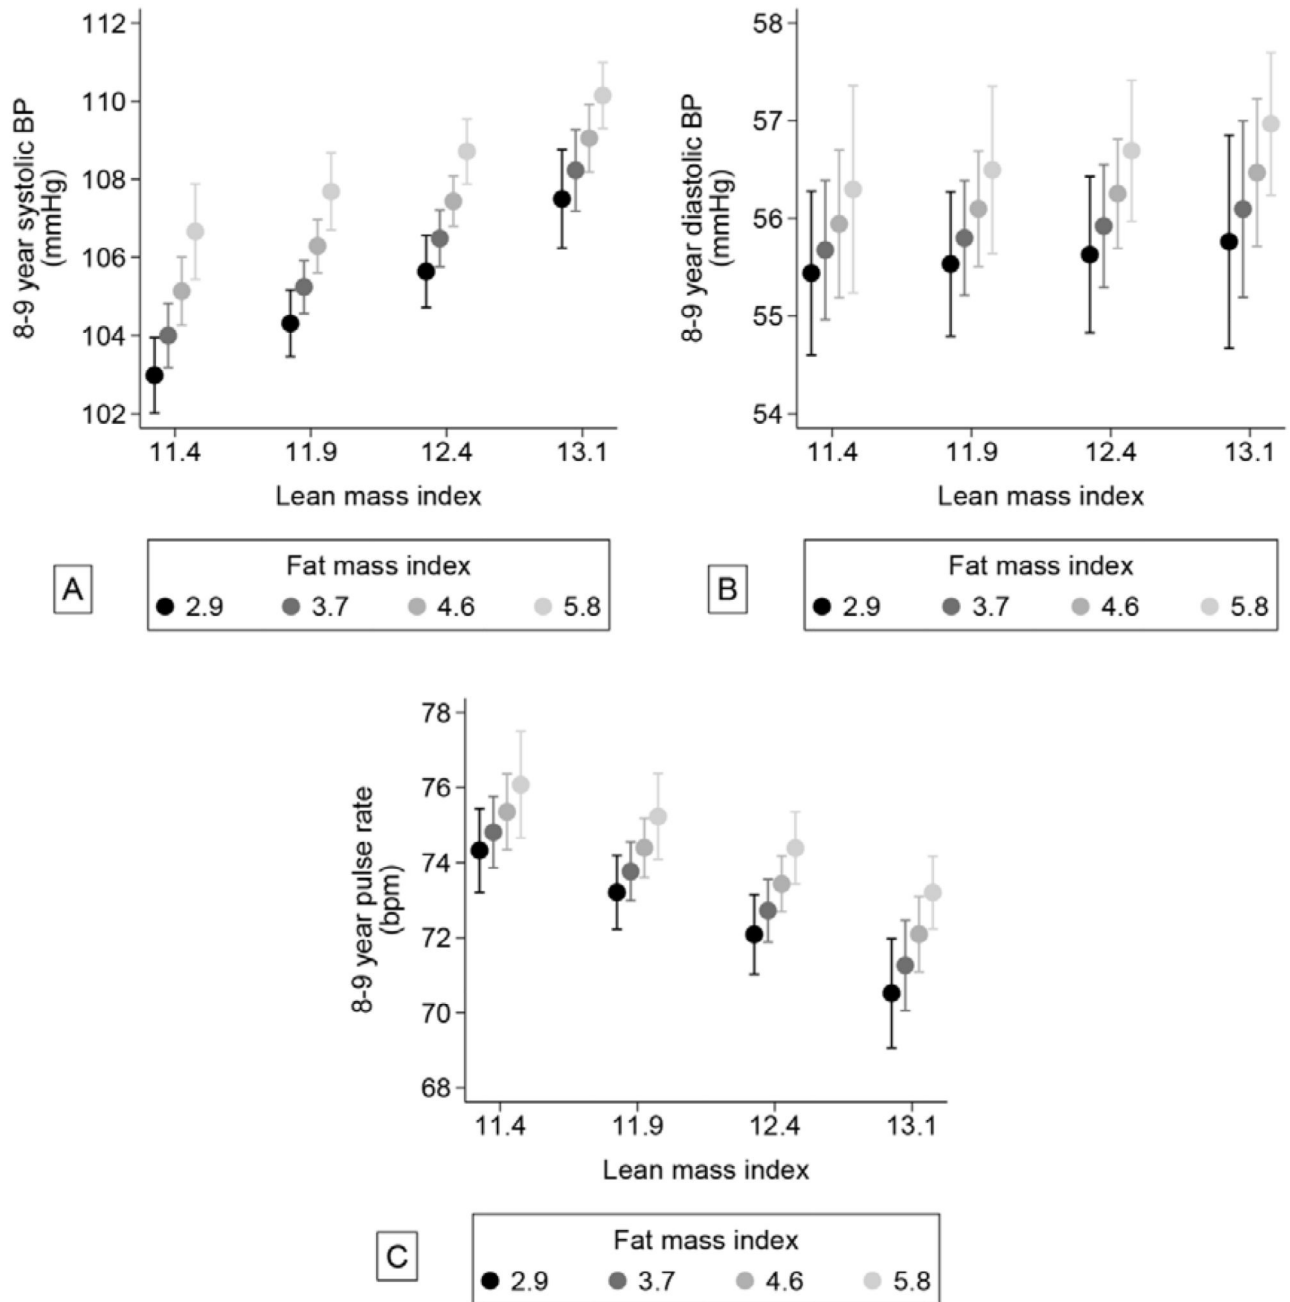 112
110
108
106
104
102
8-9 year systolic BP
(mmHg)
11.4 11.9 12.4 13.1
Lean mass index
Fat mass index
2.9 3.7 4.6 5.8
A
58
57
56
55
54
8-9 year diastolic BP
(mmHg)
11.4 11.9 12.4 13.1
Lean mass index
Fat mass index
2.9 3.7 4.6 5.8
B
78
76
74
72
70
68
8-9 year pulse rate
(bpm)
11.4 11.9 12.4 13.1
Lean mass index
Fat mass index
2.9 3.7 4.6 5.8
C